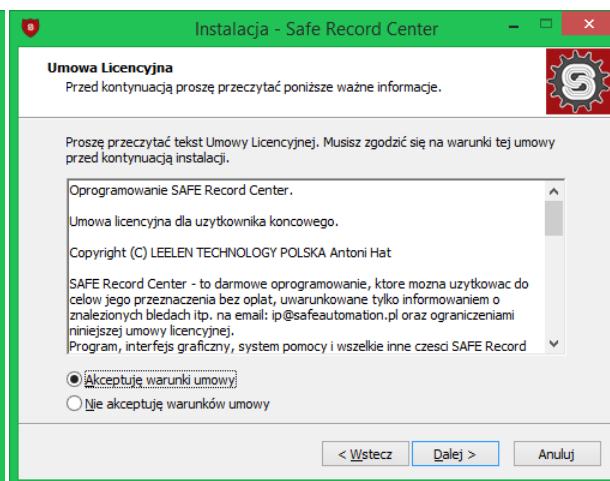 Instalacja - Safe Record Center
Umowa Licencyjna
Przed kontynuacją proszę przeczytać poniższe ważne informacje.
S
Proszę przeczytać tekst Umowy Licencyjnej. Musisz zgodzić się na warunki tej umowy
przed kontynuacją instalacji.
Oprogramowanie SAFE Record Center.
Umowa licencyjna dla uzytkownika koncowego.
Copyright (C) LEELEN TECHNOLOGY POLSKA Antoni Hat
SAFE Record Center - to darmowe oprogramowanie, ktore mozna uzytkowac do
celow jego przeznaczenia bez oplat, uwarunkowane tylko informowaniem o
znalezionych bledach itp. na email: ip@safeautomation.pl oraz ograniczeniami
niniejszej umowy licencyjnej.
Program, interfejs graficzny, system pomocy i wszelkie inne czesci SAFE Record
Akceptuję warunki umowy
Nie akceptuję warunków umowy
< Wstecz
Dalej >
Anuluj